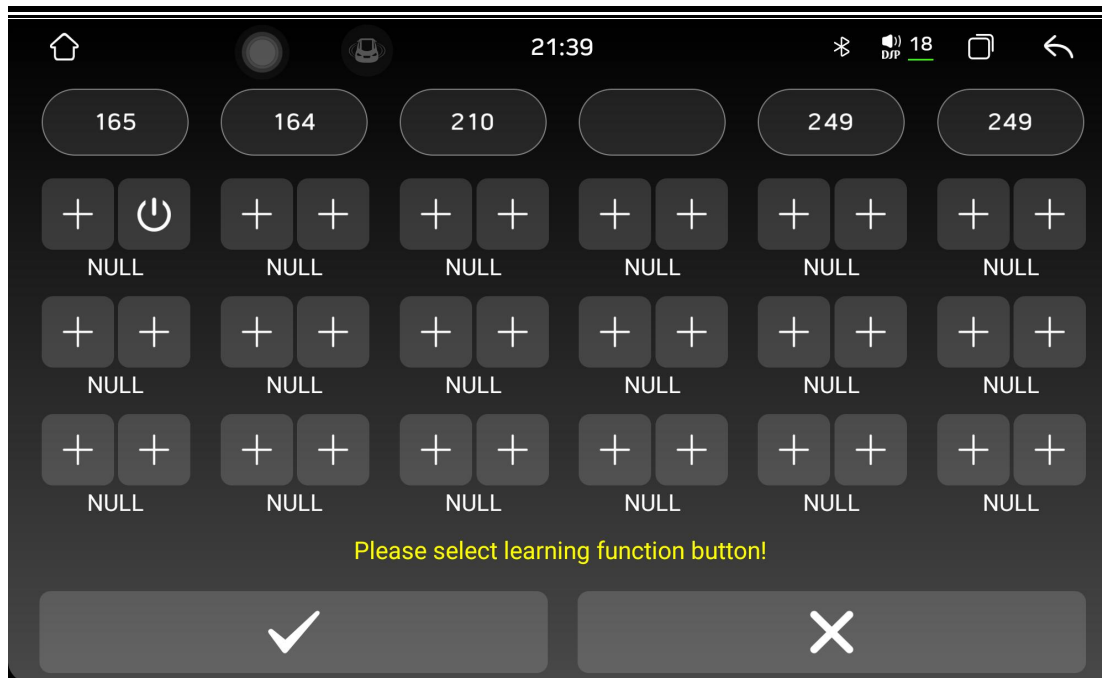 21:39
DSP 18
165 164 210 249 249
NULL NULL NULL NULL NULL NULL
NULL NULL NULL NULL NULL NULL
NULL NULL NULL NULL NULL NULL
Please select learning function button!